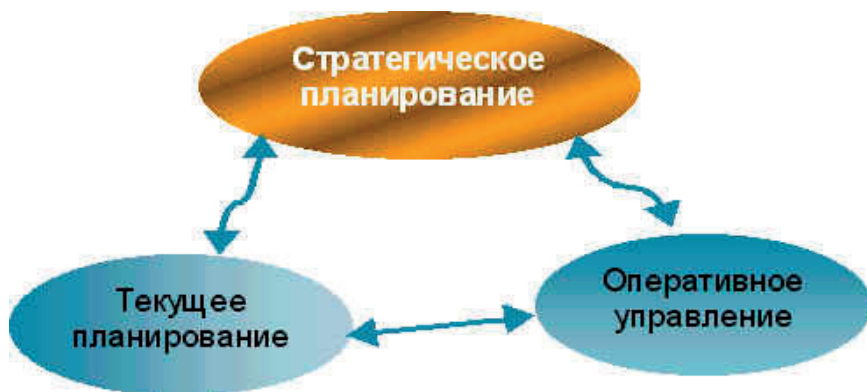 Стратегическое
планирование
Текущее
планирование
Оперативное
управление